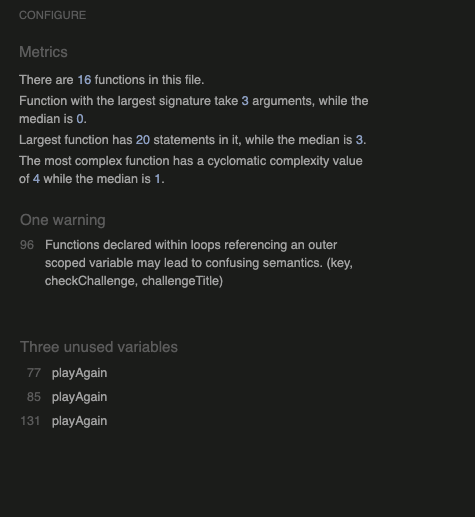 CONFIGURE
Metrics
There are 16 functions in this file.
Function with the largest signature take 3 arguments, while the
median is 0.
Largest function has 20 statements in it, while the median is 3.
The most complex function has a cyclomatic complexity value
of 4 while the median is 1.
One warning
96 Functions declared within loops referencing an outer
scoped variable may lead to confusing semantics. (key,
checkChallenge, challengeTitle)
Three unused variables
77 playAgain
85 playAgain
131 playAgain